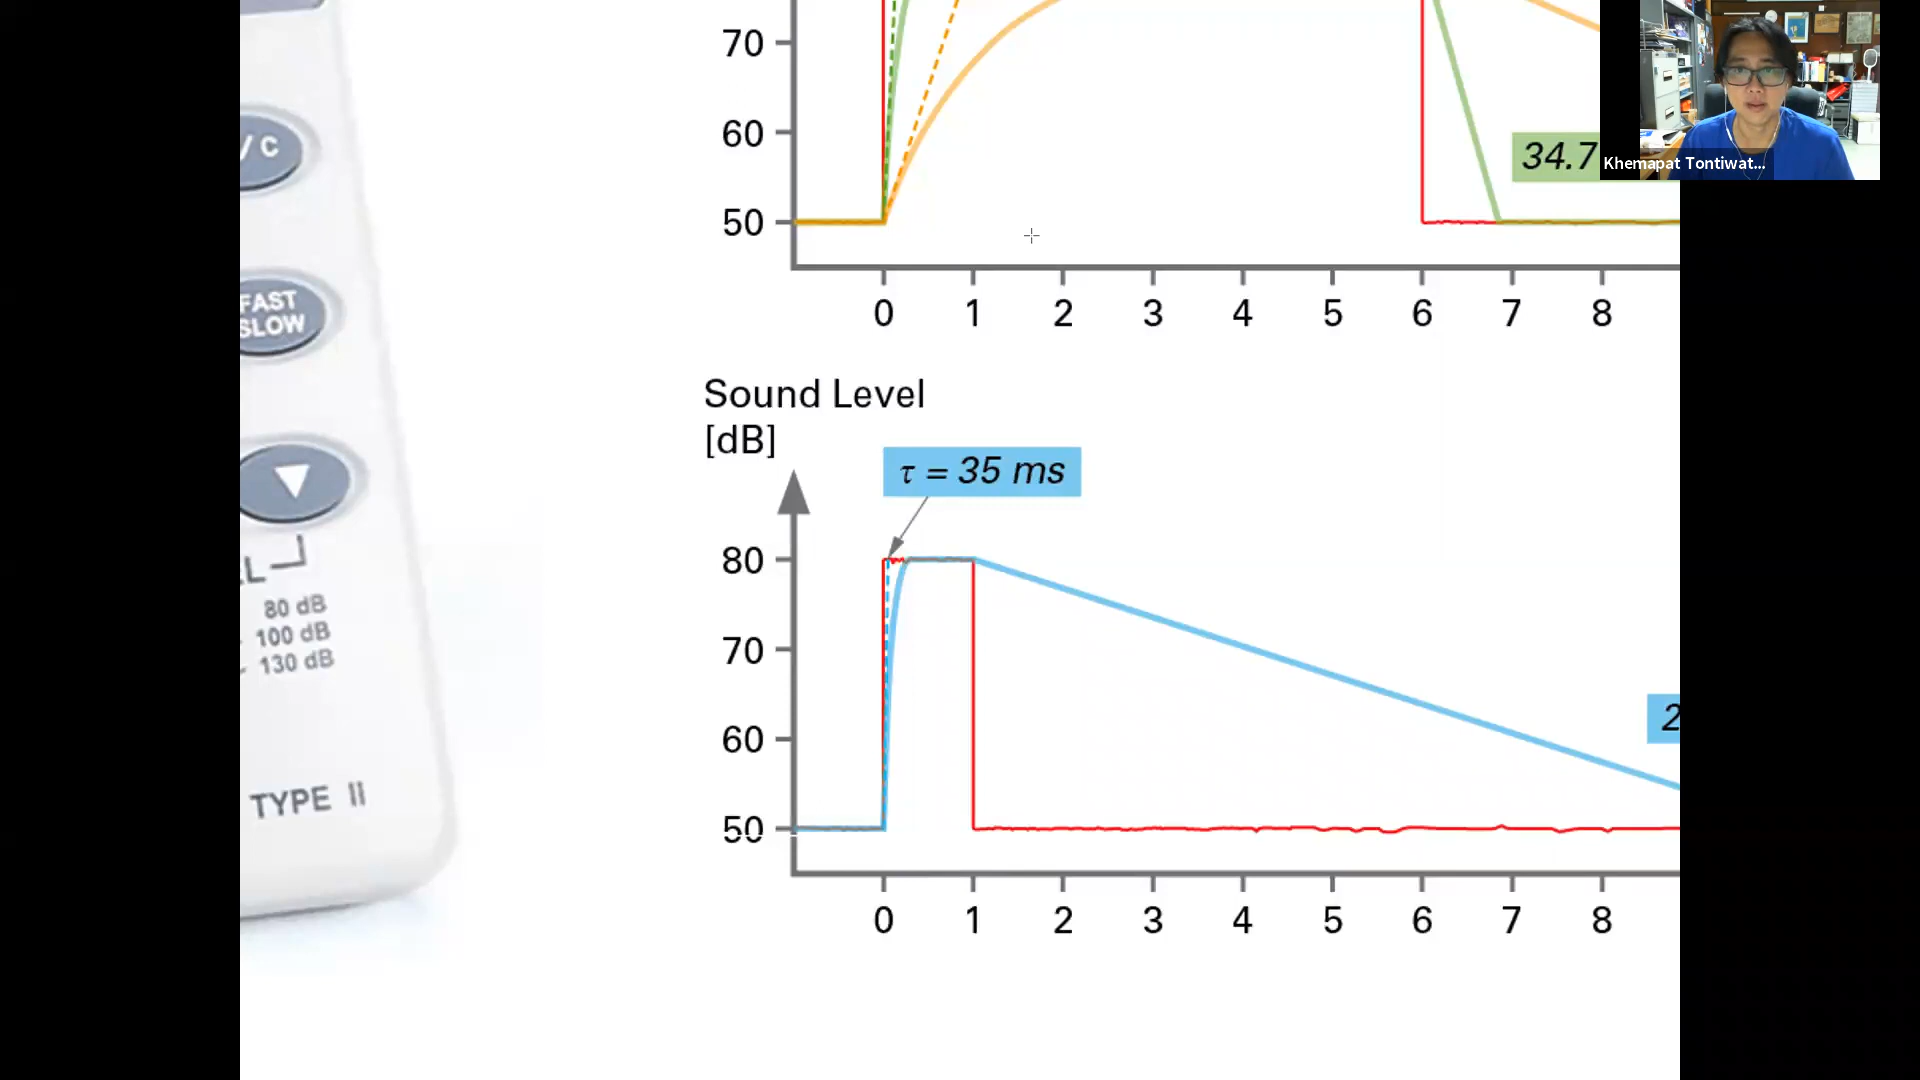 /C
FAST
SLOW
EL
80 dB
100 dB
130 dB
TYPE II
70
60
50
34.7
0 1 2 3 4 5 6 7 8
Khemapat Tontiwat...
Sound Level
[dB]
τ = 35 ms
80
70
60
50
2
0 1 2 3 4 5 6 7 8